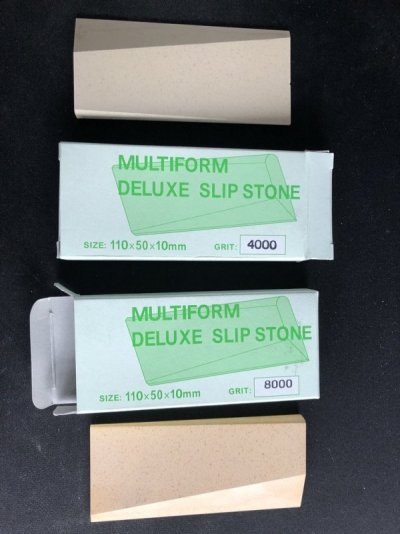 MULTIFORM
DELUXE SLIP STONE
SIZE: 110×50×10mm GRIT: 4000
MULTIFORM
DELUXE SLIP STONE
SIZE: 110×50×10mm GRIT: 8000